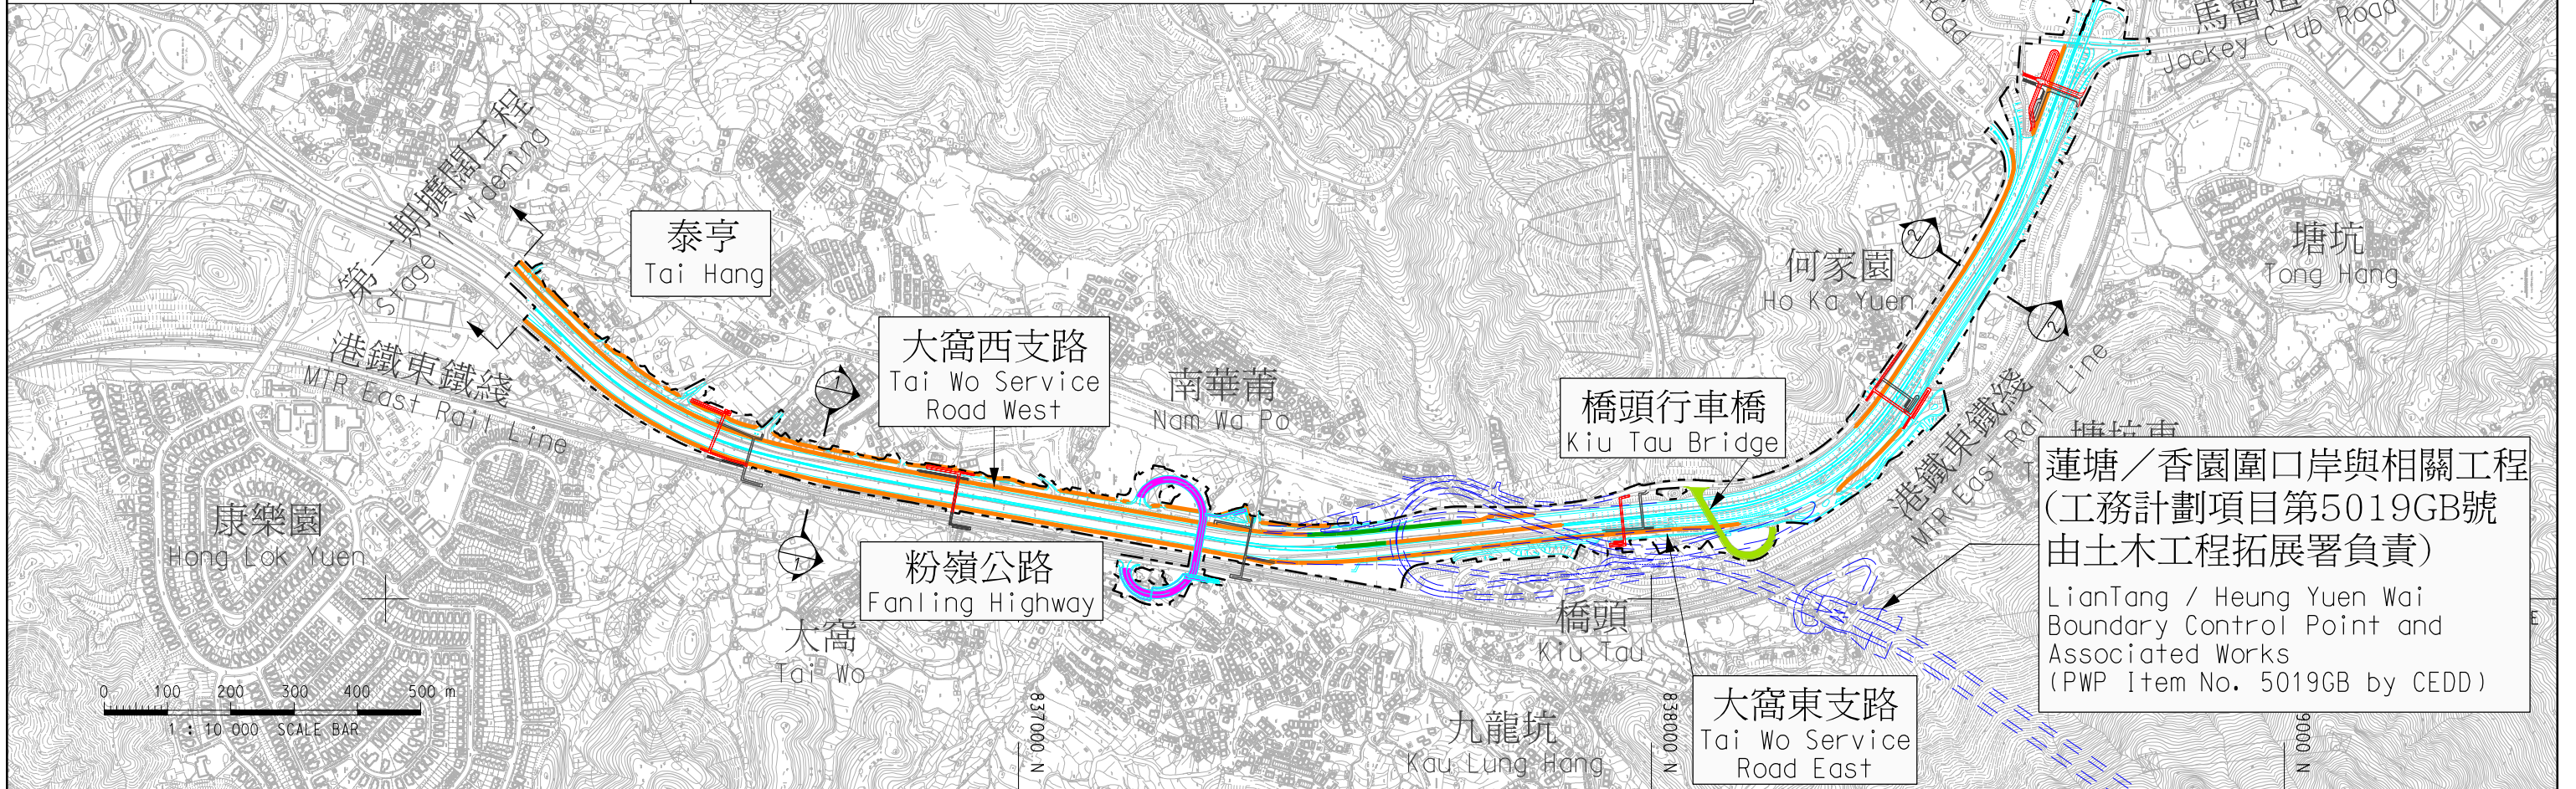 馬會道
Jockey Club Road
Road
第一期擴闊工程
Stage 1 widening
泰亨
Tai Hang
港鐵東鐵綫
MTR East Rail Line
大窩西支路
Tai Wo Service
Road West
南華莆
Nam Wa Po
1
1
康樂園
Hong Lok Yuen
粉嶺公路
Fanling Highway
大窩
Tai Wo
橋頭行車橋
Kiu Tau Bridge
何家園
Ho Ka Yuen
2
2
塘坑
Tong Hang
港鐵東鐵綫
MTR East Rail Line
蓮塘／香園圍口岸與相關工程
(工務計劃項目第5019GB號
由土木工程拓展署負責)
LianTang / Heung Yuen Wai
Boundary Control Point and
Associated Works
(PWP Item No. 5019GB by CEDD)
E
橋頭
Kiu Tau
大窩東支路
Tai Wo Service
Road East
九龍坑
Kau Lung Hang
0 100 200 300 400 500 m
1 : 10 000 SCALE BAR
837000 N
838000 N
9000 N